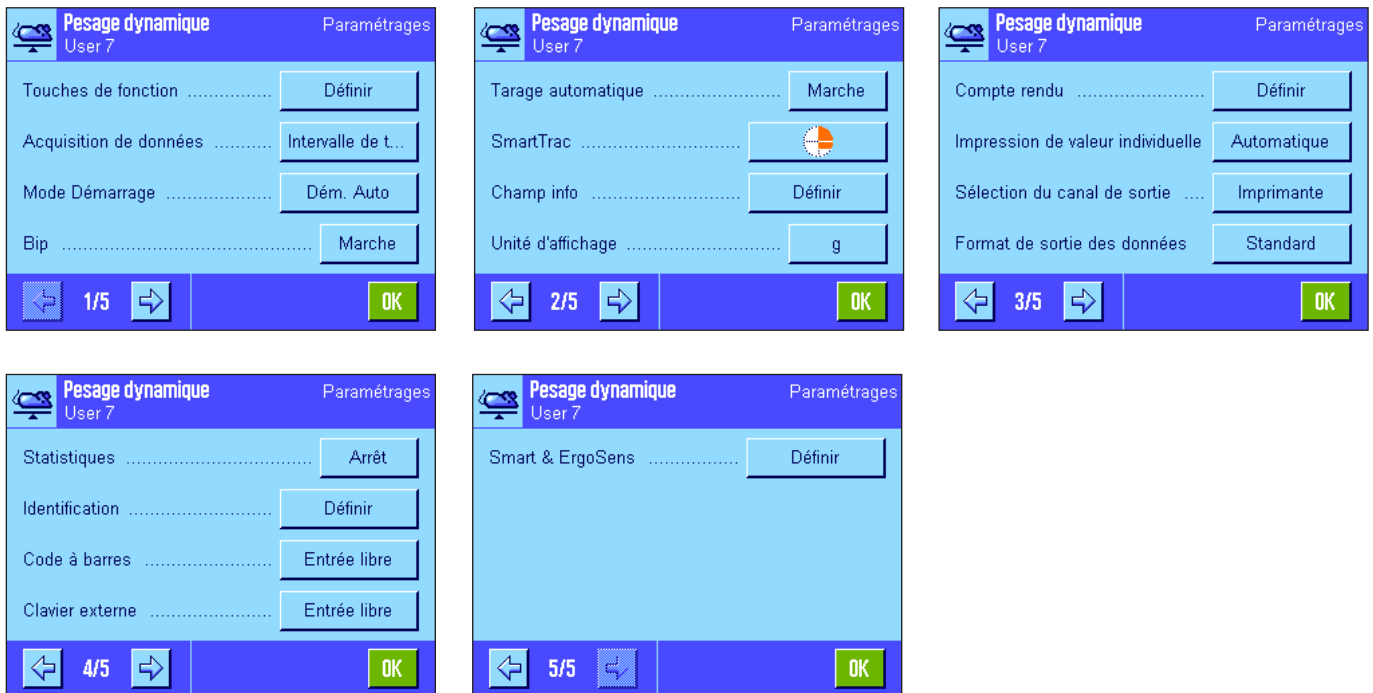 Pesage dynamique Paramétrages
User 7
Touches de fonction ............... Définir
Acquisition de données .......... Intervalle de t...
Mode Démarrage ................... Dém. Auto
Bip ............................................. Marche
1/5 OK
Pesage dynamique Paramétrages
User 7
Tarage automatique ....................... Marche
SmartTrac .............................
Champ info ........................... Définir
Unité d'affichage ........................... g
2/5 OK
Pesage dynamique Paramétrages
User 7
Compte rendu ...................... Définir
Impression de valeur individuelle Automatique
Sélection du canal de sortie .... Imprimante
Format de sortie des données Standard
3/5 OK
Pesage dynamique Paramétrages
User 7
Statistiques ................................. Arrêt
Identification .......................... Définir
Code à barres ....................... Entrée libre
Clavier externe ...................... Entrée libre
4/5 OK
Pesage dynamique Paramétrages
User 7
Smart & ErgoSens ................ Définir
5/5 OK